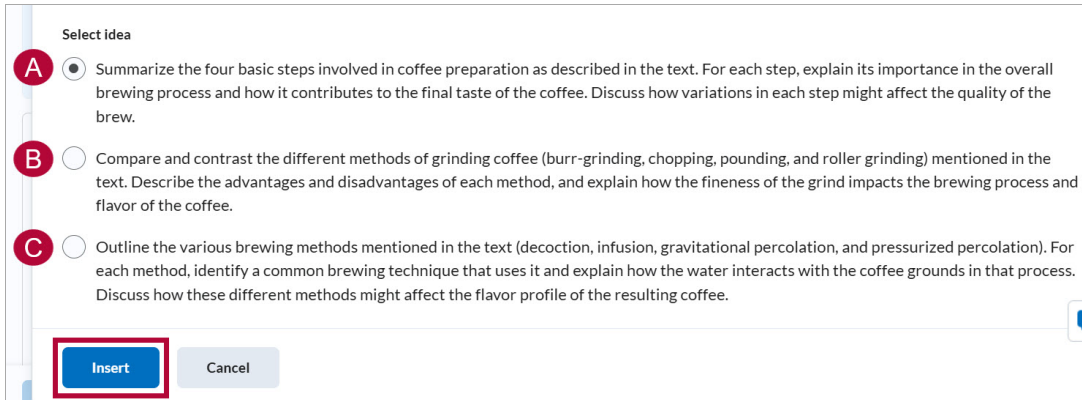 Select idea
A Summarize the four basic steps involved in coffee preparation as described in the text. For each step, explain its importance in the overall
brewing process and how it contributes to the final taste of the coffee. Discuss how variations in each step might affect the quality of the
brew.
B Compare and contrast the different methods of grinding coffee (burr-grinding, chopping, pounding, and roller grinding) mentioned in the
text. Describe the advantages and disadvantages of each method, and explain how the fineness of the grind impacts the brewing process and
flavor of the coffee.
C Outline the various brewing methods mentioned in the text (decoction, infusion, gravitational percolation, and pressurized percolation). For
each method, identify a common brewing technique that uses it and explain how the water interacts with the coffee grounds in that process.
Discuss how these different methods might affect the flavor profile of the resulting coffee.
Insert Cancel